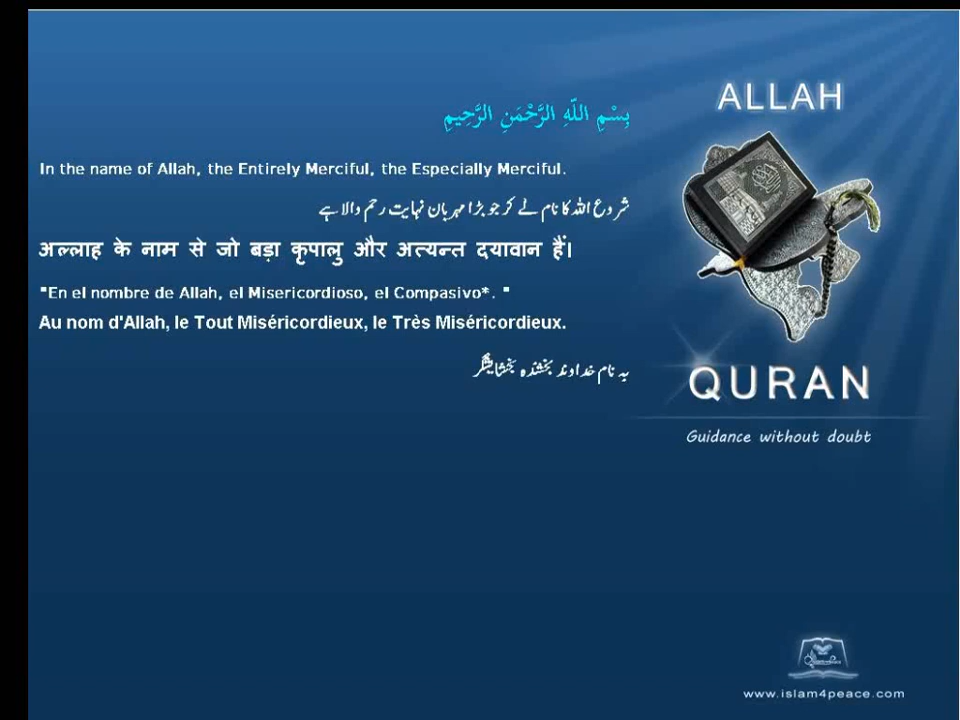 بِسْمِ اللَّهِ الرَّحْمَنِ الرَّحِيمِ
In the name of Allah, the Entirely Merciful, the Especially Merciful.
شروع اللہ کا نام لے کر جو بڑا مہربان نہایت رحم والا ہے
अल्लाह के नाम से जो बड़ा कृपालु और अत्यन्त दयावान हैं।
"En el nombre de Allah, el Misericordioso, el Compasivo*. "
Au nom d'Allah, le Tout Miséricordieux, le Très Miséricordieux.
به نام خداوند بخشنده بخشایشگر
ALLAH
QURAN
Guidance without doubt
www.islam4peace.com